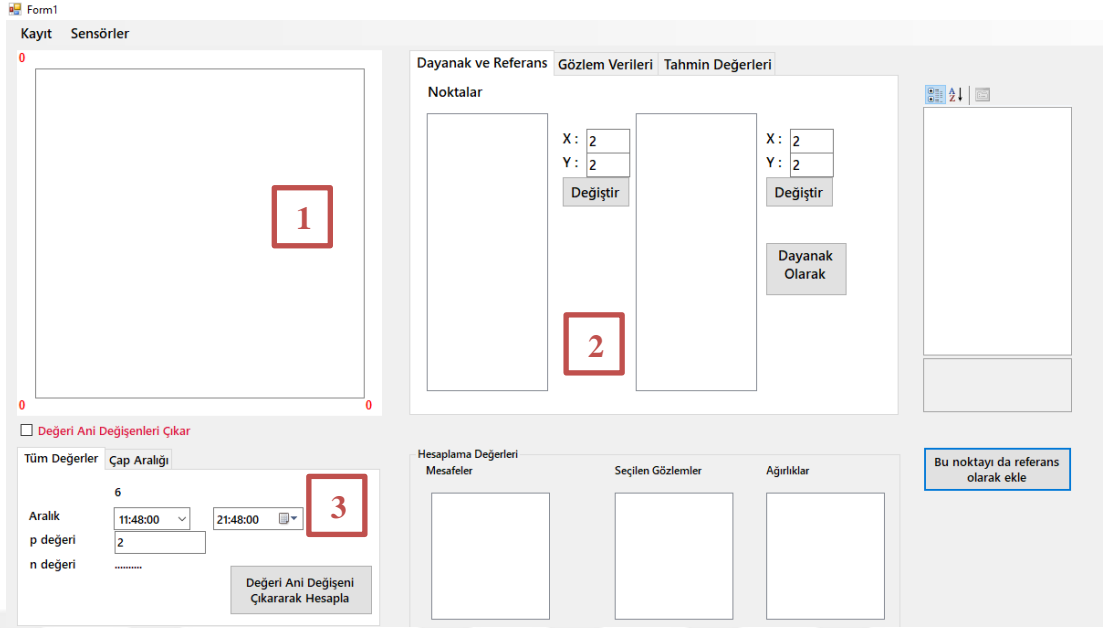 Form1
Kayıt Sensörler
0
Dayanak ve Referans Gözlem Verileri Tahmin Değerleri
Noktalar
X : 2
Y : 2
Değiştir
X : 2
Y : 2
Değiştir
Dayanak
Olarak
1
2
0
0
Değeri Ani Değişenleri Çıkar
Tüm Değerler Çap Aralığı
6
Aralık 11:48:00 21:48:00
p değeri 2
n değeri ..........
3
Değeri Ani Değişeni
Çıkararak Hesapla
Hesaplama Değerleri
Mesafeler Seçilen Gözlemler Ağırlıklar
Bu noktayı da referans
olarak ekle